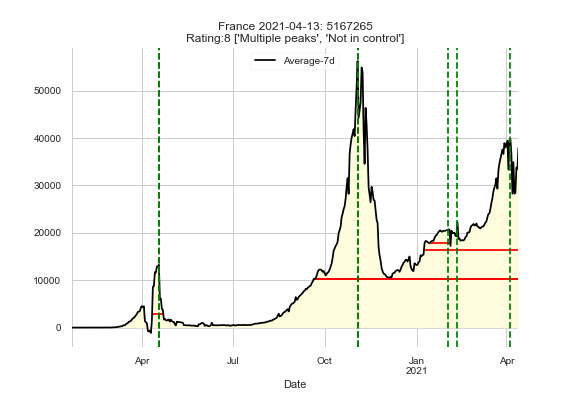 France 2021-04-13: 5167265
Rating:8 ['Multiple peaks', 'Not in control']
Average-7d
50000
40000
30000
20000
10000
0
Apr Jul Oct Jan Apr
2021
Date